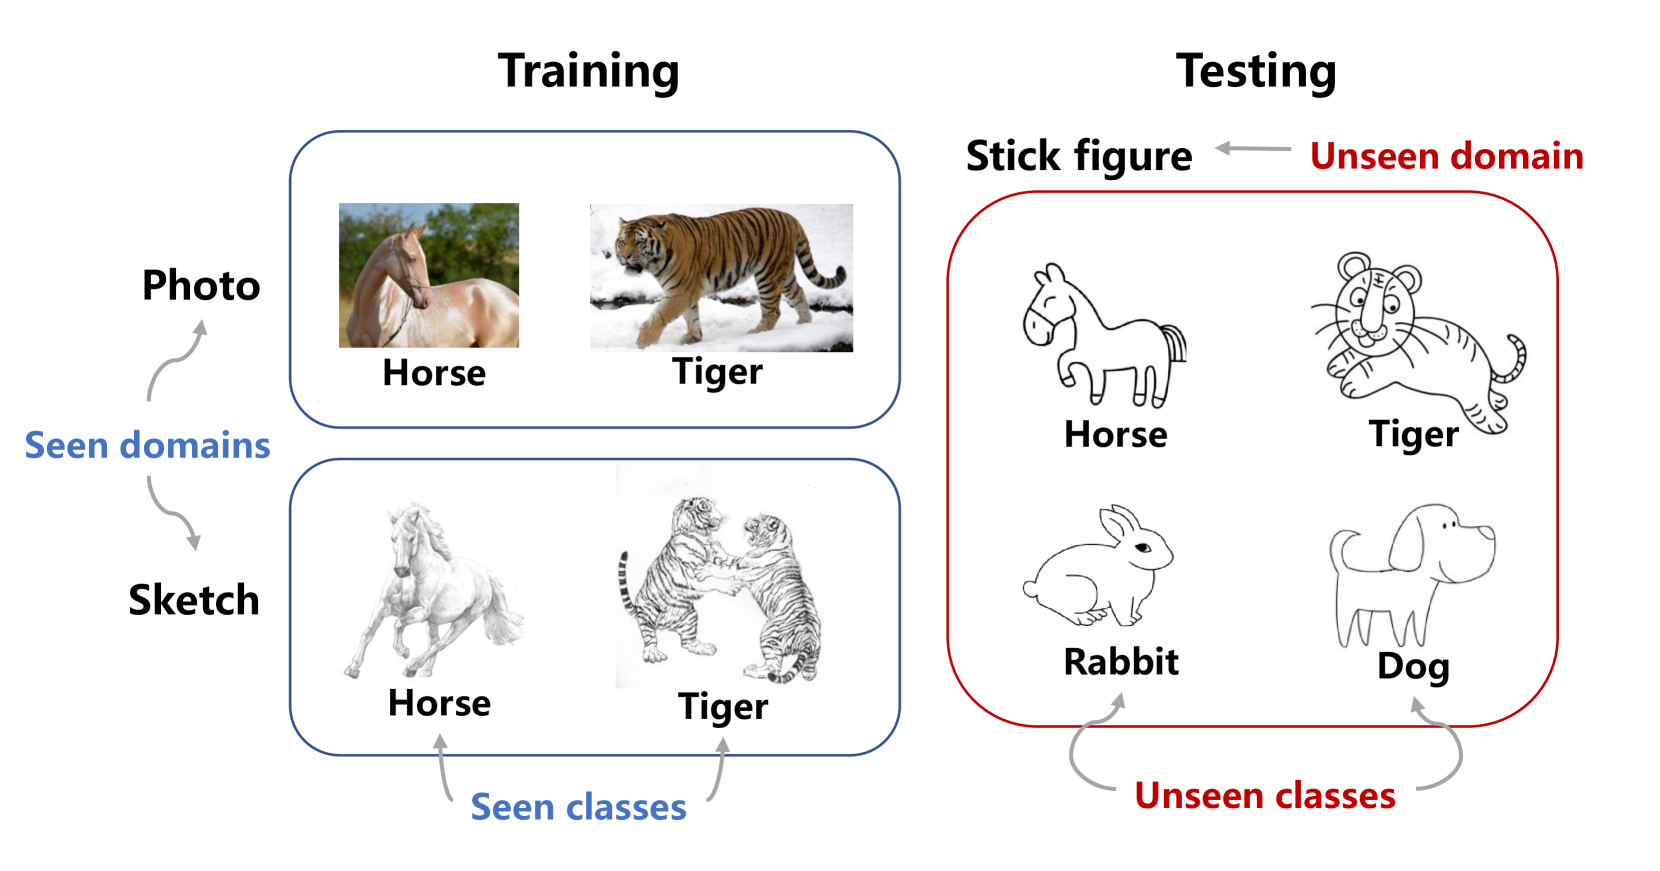 Training
Testing
Stick figure
Unseen domain
Photo
Horse
Tiger
Seen domains
Sketch
Horse
Tiger
Seen classes
Horse
Tiger
Rabbit
Dog
Unseen classes